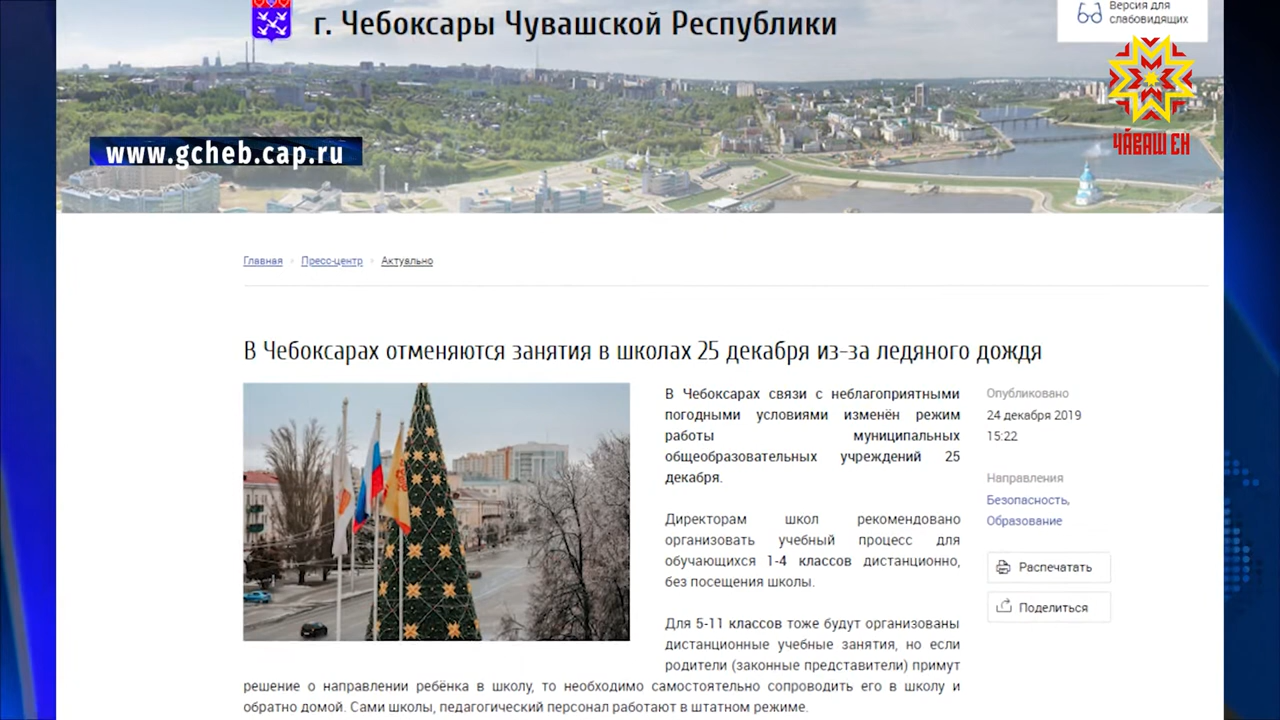 г. Чебоксары Чувашской Республики
Версия для
слабовидящих
ЧӐВАШ ЕН
www.gcheb.cap.ru
Главная Пресс-центр Актуально
В Чебоксарах отменяются занятия в школах 25 декабря из-за ледяного дождя
В Чебоксарах связи с неблагоприятными
погодными условиями изменён режим
работы муниципальных
общеобразовательных учреждений 25
декабря.
Директорам школ рекомендовано
организовать учебный процесс для
обучающихся 1-4 классов дистанционно,
без посещения школы.
Для 5-11 классов тоже будут организованы
дистанционные учебные занятия, но если
родители (законные представители) примут
решение о направлении ребёнка в школу, то необходимо самостоятельно сопроводить его в школу и
обратно домой. Сами школы, педагогический персонал работают в штатном режиме.
Опубликовано
24 декабря 2019
15:22
Направления
Безопасность,
Образование
Распечатать
Поделиться